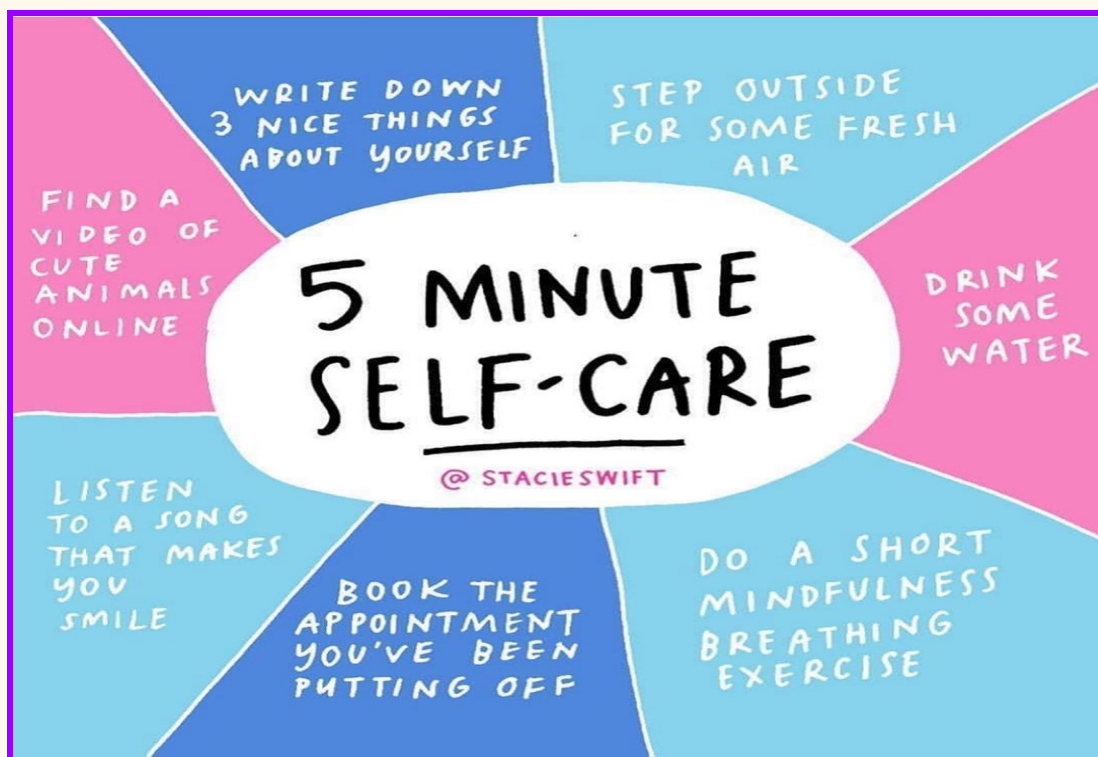 WRITE DOWN
3 NICE THINGS
ABOUT YOURSELF
STEP OUTSIDE
FOR SOME FRESH
AIR
FIND A
VIDEO OF
CUTE
ANIMALS
ONLINE
5 MINUTE
SELF-CARE
@STACIESWIFT
DRINK
SOME
WATER
LISTEN
TO A SONG
THAT MAKES
YOU
SMILE
BOOK THE
APPOINTMENT
YOU'VE BEEN
PUTTING OFF
DO A SHORT
MINDFULNESS
BREATHING
EXERCISE